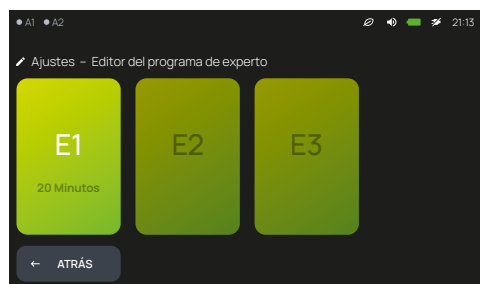 A1 A2 21:13
Ajustes – Editor del programa de experto
E1 E2 E3
20 Minutos
← ATRÁS